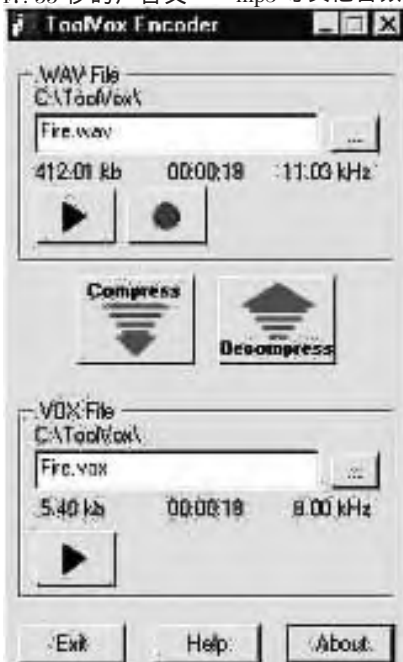 ToolVox Encoder
.WAV File
C:\ToolVox\
Fire.wav
...
412.01 kb 00:00:18 11.03 kHz
Compress
Decompress
.VOX File
C:\ToolVox\
Fire.vox
...
5.40 kb 00:00:18 8.00 kHz
Exit Help About